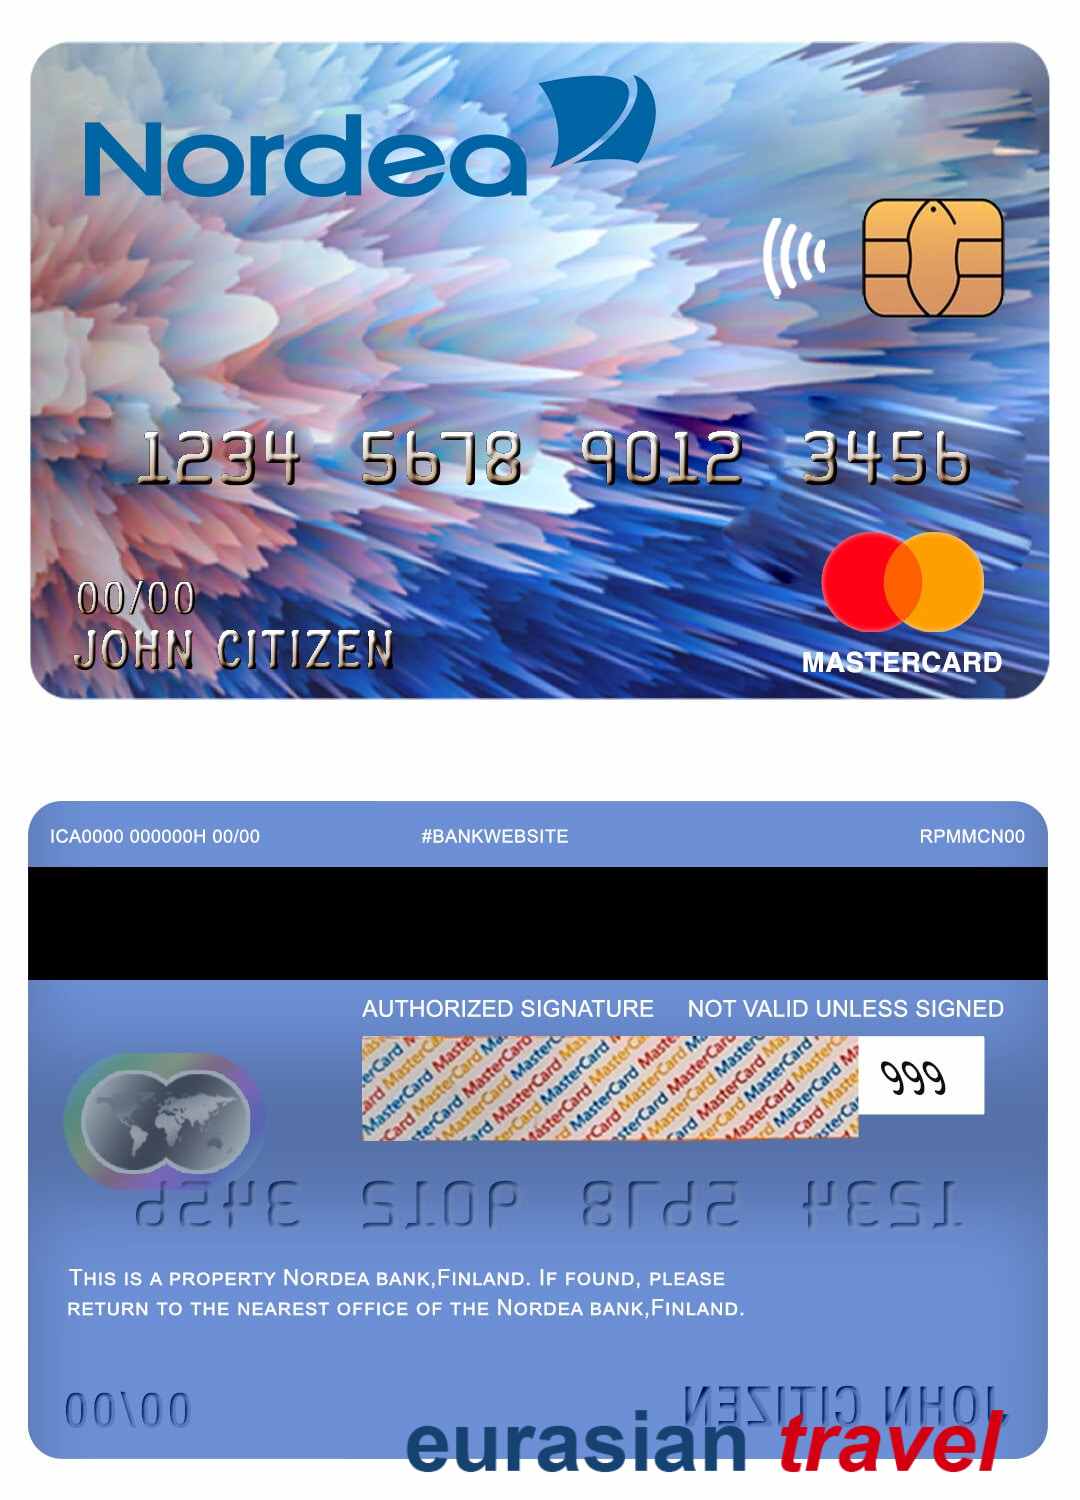 Nordea
1234 5678 9012 3456
00/00
JOHN CITIZEN
MASTERCARD
ICA0000 000000H 00/00 #BANKWEBSITE RPMMCN00
AUTHORIZED SIGNATURE NOT VALID UNLESS SIGNED
MasterCard MasterCard MasterCard MasterCard MasterCard
999
1234 5678 9012 3456
THIS IS A PROPERTY NORDEA BANK,FINLAND. IF FOUND, PLEASE
RETURN TO THE NEAREST OFFICE OF THE NORDEA BANK,FINLAND.
00/00 JOHN CITIZEN
eurasian travel